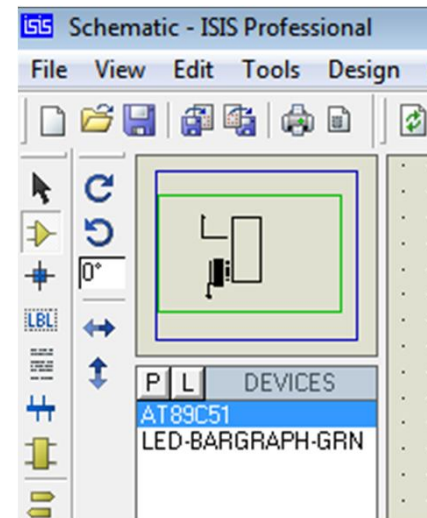 ISIS Schematic - ISIS Professional
File View Edit Tools Design
0°
LBL
P L DEVICES
AT89C51
LED-BARGRAPH-GRN